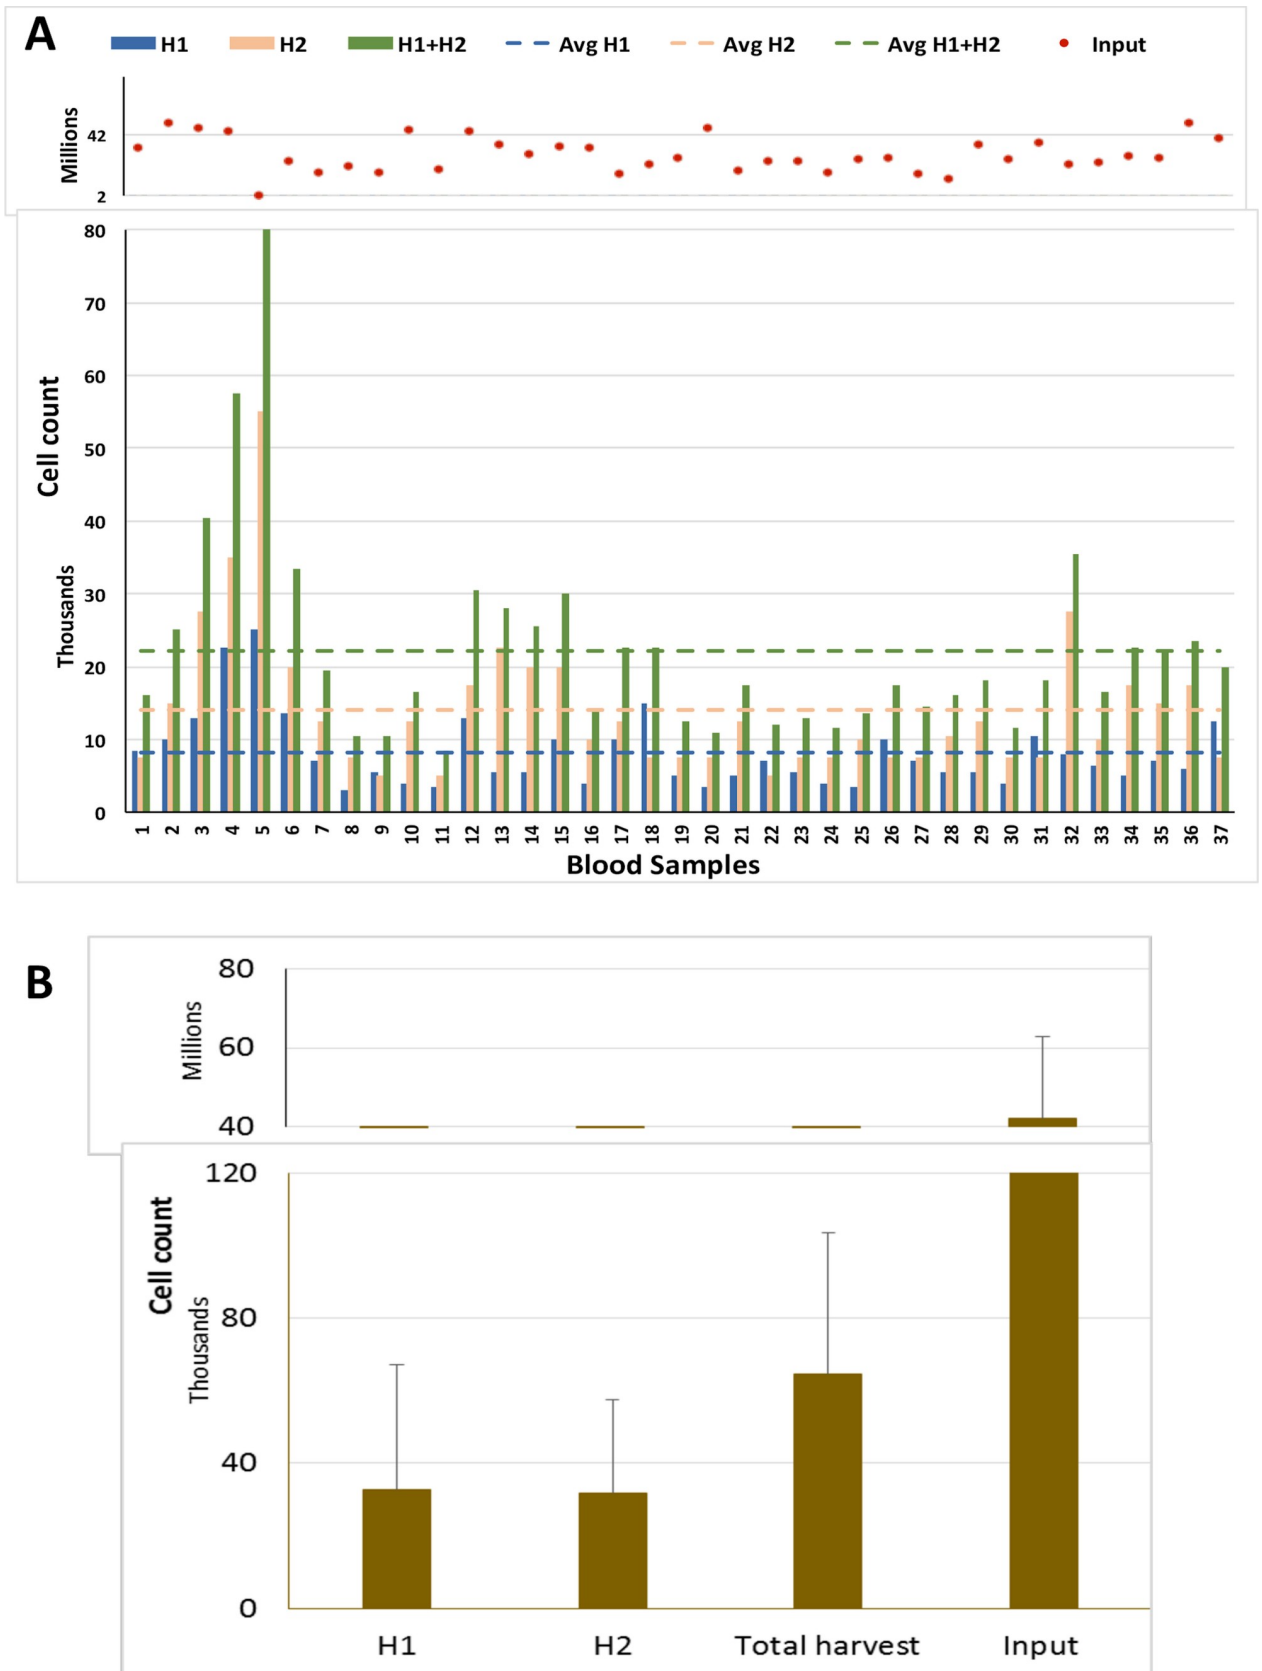 A
H1 H2 H1+H2 Avg H1 Avg H2 Avg H1+H2 Input
Millions
42
2
80
70
60
50
40
30
20
10
0
Cell count
Thousands
1 2 3 4 5 6 7 8 9 10 11 12 13 14 15 16 17 18 19 20 21 22 23 24 25 26 27 28 29 30 31 32 33 34 35 36 37
Blood Samples
B
Millions
80
60
40
Cell count
Thousands
120
80
40
0
H1 H2 Total harvest Input